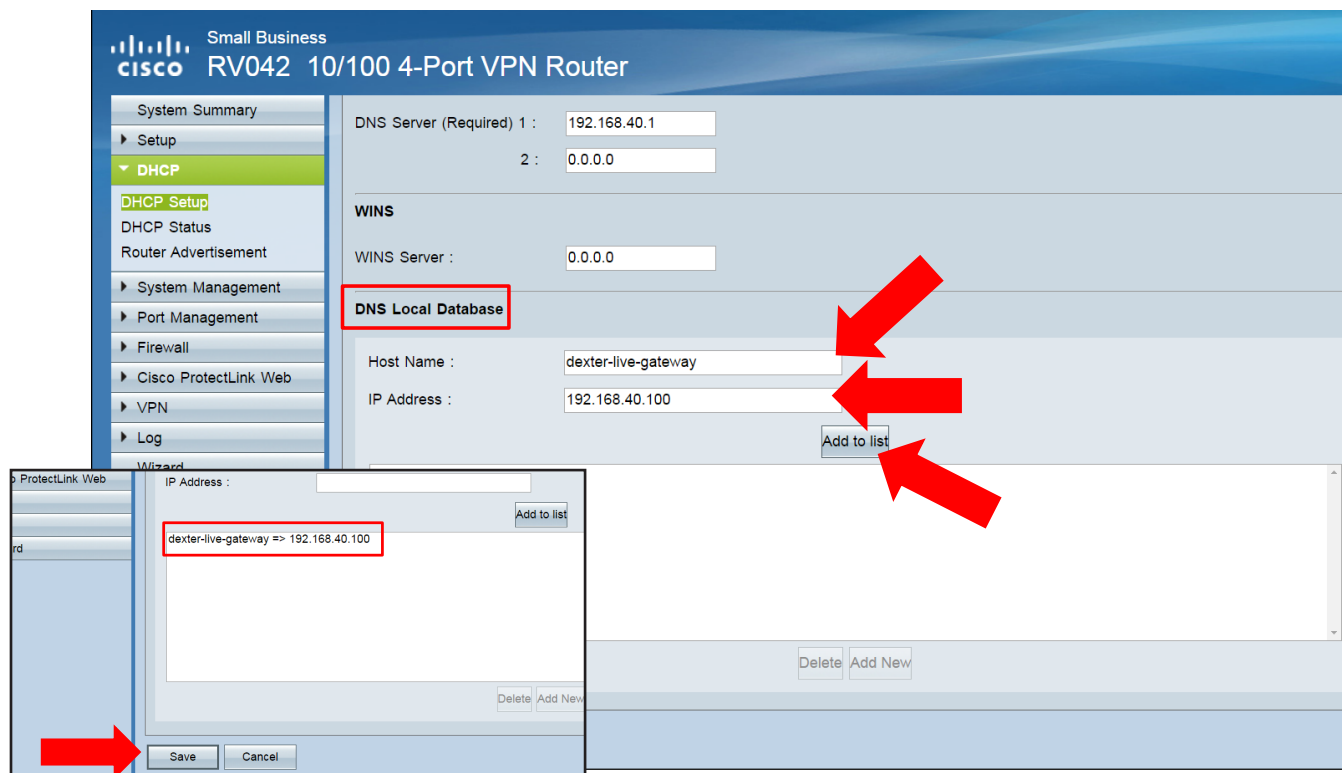 Small Business
CISCO RV042 10/100 4-Port VPN Router
System Summary
Setup
DHCP
DHCP Setup
DHCP Status
Router Advertisement
System Management
Port Management
Firewall
Cisco ProtectLink Web
VPN
Log
Wizard
DNS Server (Required) 1 : 192.168.40.1
2 : 0.0.0.0
WINS
WINS Server : 0.0.0.0
DNS Local Database
Host Name : dexter-live-gateway
IP Address : 192.168.40.100
Add to list
Delete Add New
ProtectLink Web
rd
IP Address :
Add to list
dexter-live-gateway => 192.168.40.100
Delete Add New
Save Cancel